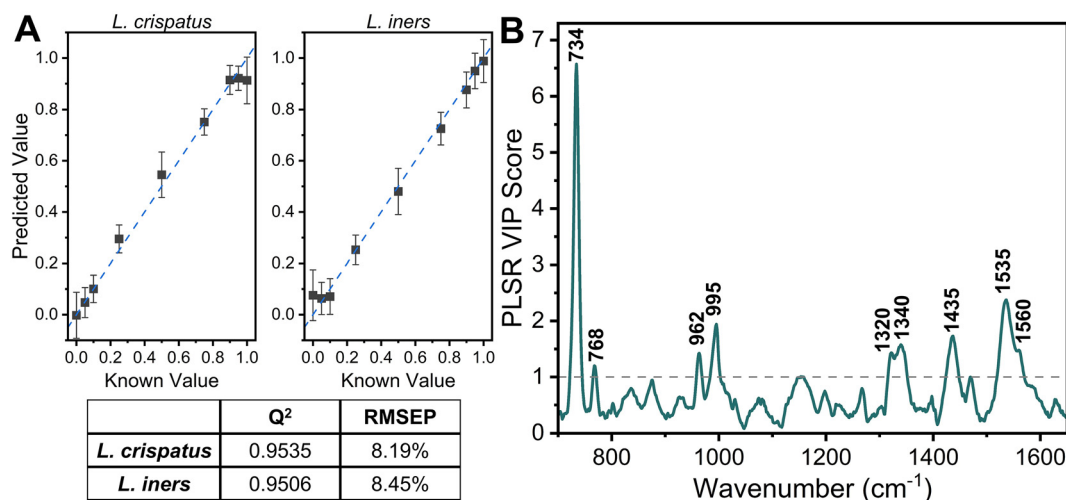 A
L. crispatus
L. iners
Predicted Value
1.0
0.8
0.6
0.4
0.2
0.0
0.0 0.2 0.4 0.6 0.8 1.0
Known Value
1.0
0.8
0.6
0.4
0.2
0.0
0.0 0.2 0.4 0.6 0.8 1.0
Known Value
Q² RMSEP
L. crispatus 0.9535 8.19%
L. iners 0.9506 8.45%
B
PLSR VIP Score
7
6
5
4
3
2
1
0
734
768
962
995
1320
1340
1435
1535
1560
800 1000 1200 1400 1600
Wavenumber (cm⁻¹)